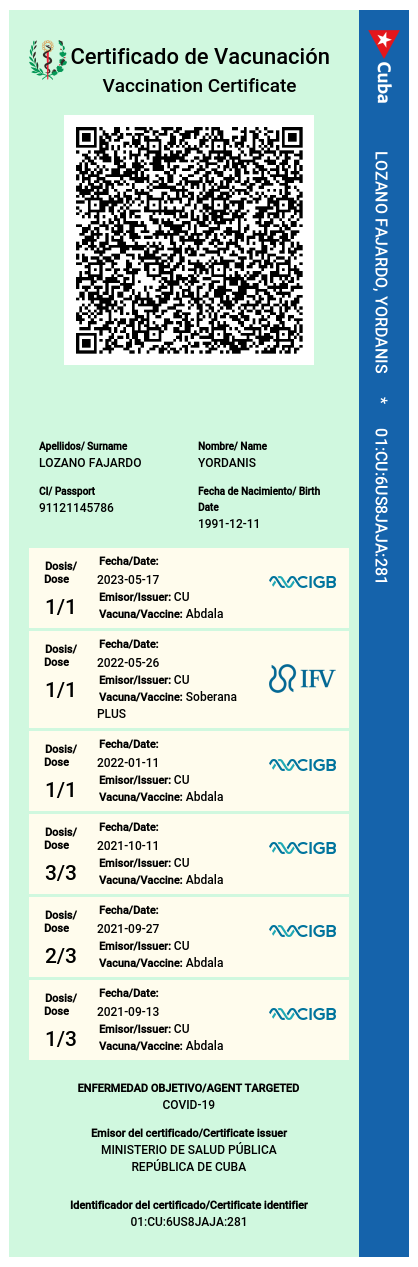 Certificado de Vacunación
Vaccination Certificate
Cuba
LOZANO FAJARDO, YORDANIS * 01:CU:6US8JAJA:281
Apellidos/ Surname
LOZANO FAJARDO
Nombre/ Name
YORDANIS
CI/ Passport
91121145786
Fecha de Nacimiento/ Birth
Date
1991-12-11
Dosis/
Dose
1/1
Fecha/Date:
2023-05-17
Emisor/Issuer: CU
Vacuna/Vaccine: Abdala
CIGB
Dosis/
Dose
1/1
Fecha/Date:
2022-05-26
Emisor/Issuer: CU
Vacuna/Vaccine: Soberana
PLUS
IFV
Dosis/
Dose
1/1
Fecha/Date:
2022-01-11
Emisor/Issuer: CU
Vacuna/Vaccine: Abdala
CIGB
Dosis/
Dose
3/3
Fecha/Date:
2021-10-11
Emisor/Issuer: CU
Vacuna/Vaccine: Abdala
CIGB
Dosis/
Dose
2/3
Fecha/Date:
2021-09-27
Emisor/Issuer: CU
Vacuna/Vaccine: Abdala
CIGB
Dosis/
Dose
1/3
Fecha/Date:
2021-09-13
Emisor/Issuer: CU
Vacuna/Vaccine: Abdala
CIGB
ENFERMEDAD OBJETIVO/AGENT TARGETED
COVID-19
Emisor del certificado/Certificate issuer
MINISTERIO DE SALUD PÚBLICA
REPÚBLICA DE CUBA
Identificador del certificado/Certificate identifier
01:CU:6US8JAJA:281